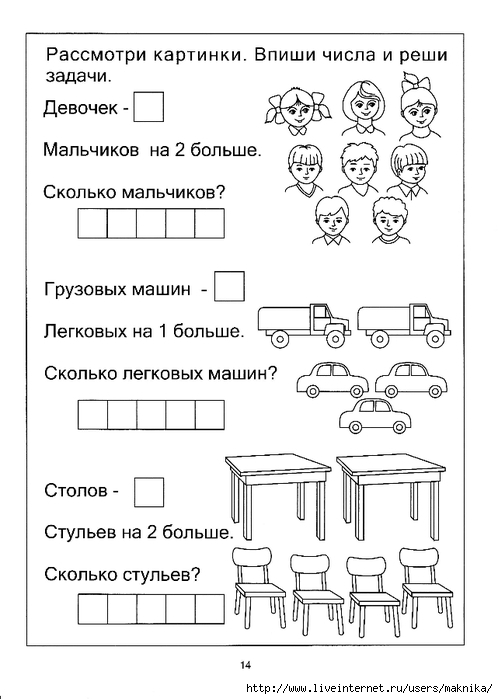 Рассмотри картинки. Впиши числа и реши
задачи.
Девочек -
Мальчиков на 2 больше.
Сколько мальчиков?
Грузовых машин -
Легковых на 1 больше.
Сколько легковых машин?
Столов -
Стульев на 2 больше.
Сколько стульев?
14
http://www.liveinternet.ru/users/maknika/